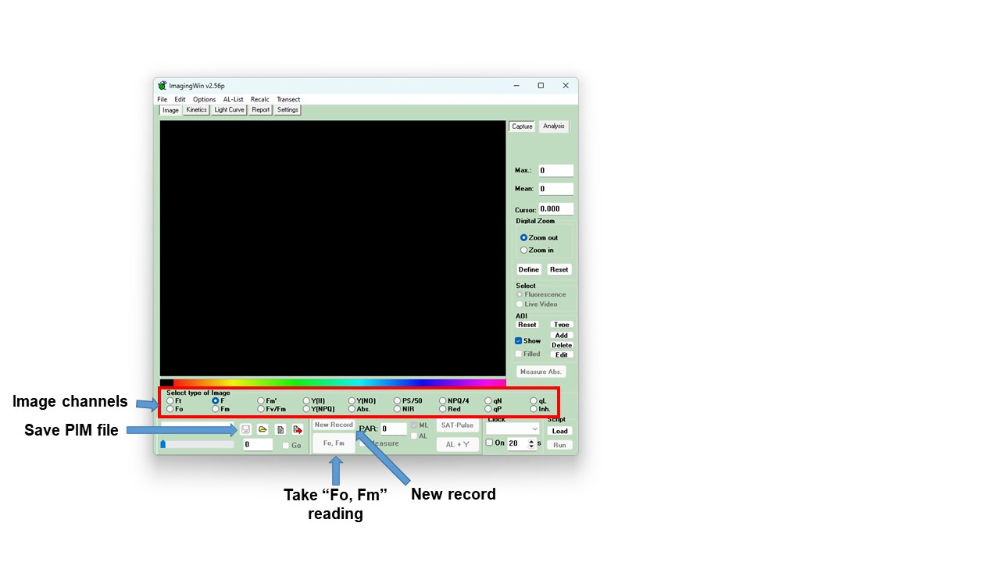 ImagingWin v2.56p
File Edit Options AL-List Recalc Transect
Image Kinetics Light Curve Report Settings
Capture Analysis
Max.: 0
Mean: 0
Cursor: 0.000
Digital Zoom
Zoom out
Zoom in
Define Reset
Select
Fluorescence
Live Video
AOI
Reset Type
Add
Show
Delete
Filled Edit
Measure Abs.
Select type of Image
Ft F Fm' Y(II) Y(NO) PS/50 NPQ/4 qN qL
Fo Fm Fv/Fm Y(NPQ) Abs. NIR Red qP Inh.
Image channels
Save PIM file
New Record PAR: 0 ML SAT-Pulse Clock Script
AL Load
0 Go Fo, Fm easure AL + Y On 20 s Run
Take “Fo, Fm”
reading
New record